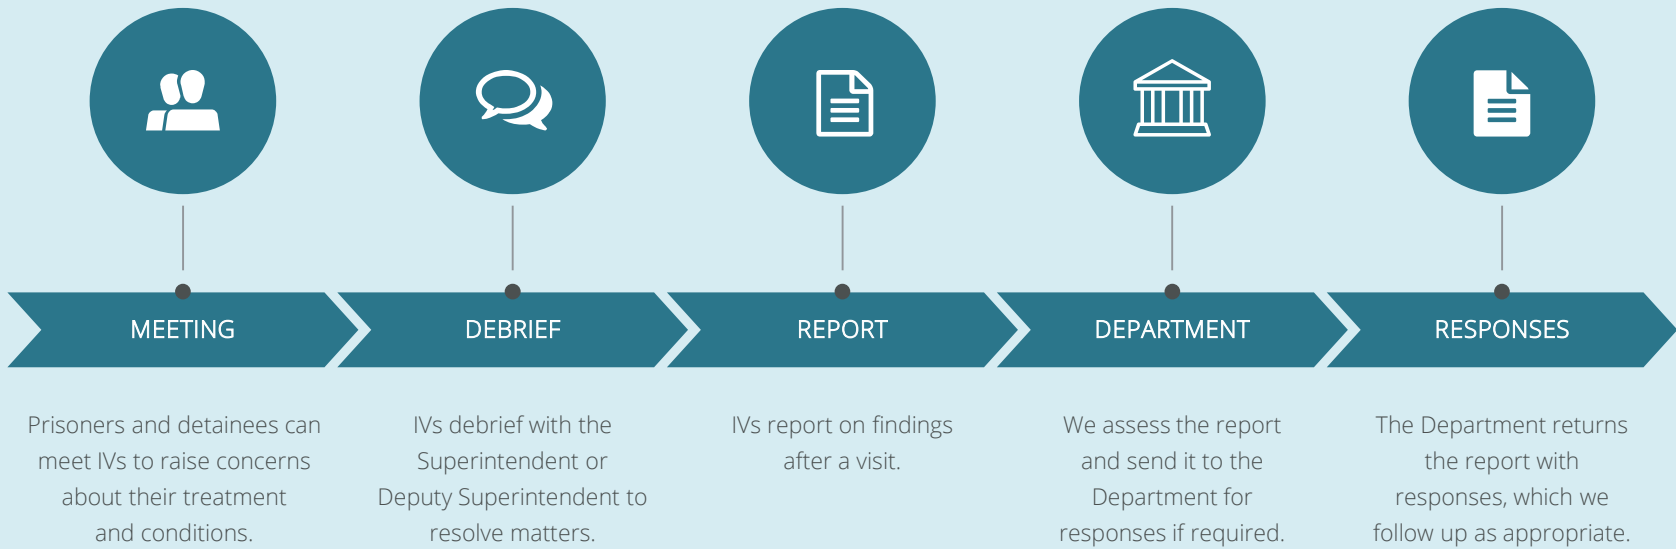 MEETING
DEBRIEF
REPORT
DEPARTMENT
RESPONSES
Prisoners and detainees can
meet IVs to raise concerns
about their treatment
and conditions.
IVs debrief with the
Superintendent or
Deputy Superintendent to
resolve matters.
IVs report on findings
after a visit.
We assess the report
and send it to the
Department for
responses if required.
The Department returns
the report with
responses, which we
follow up as appropriate.